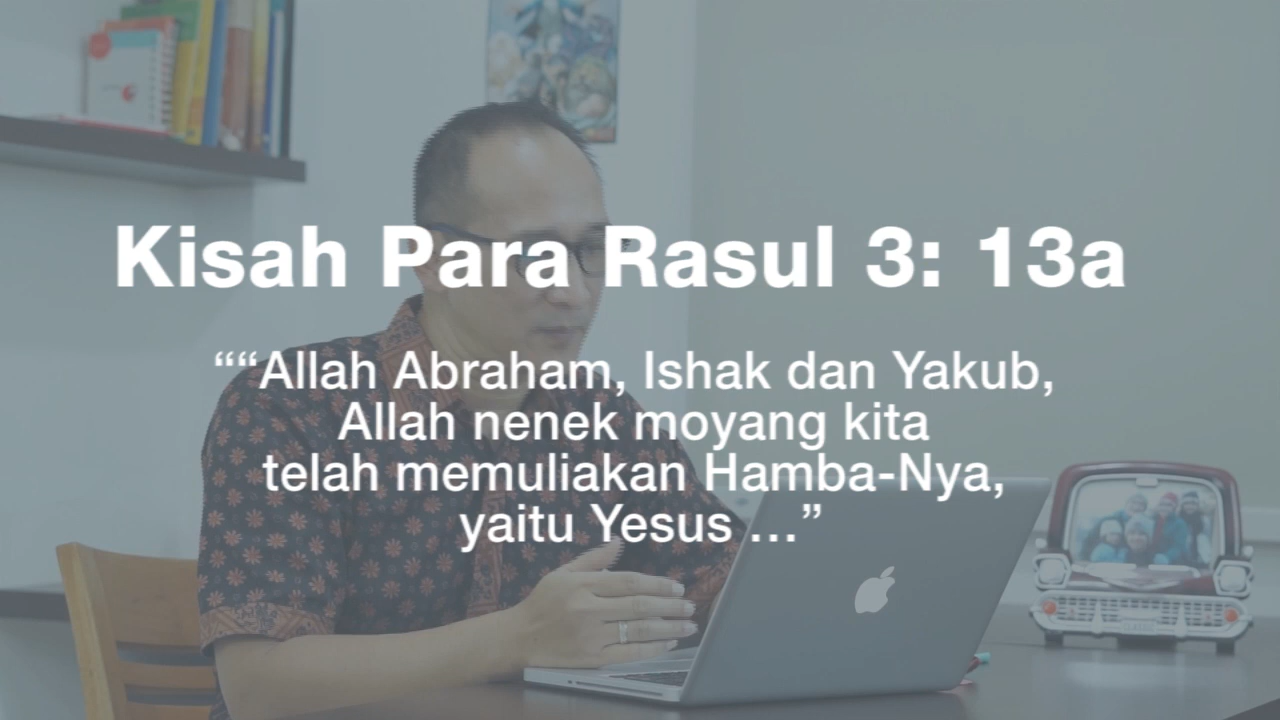 Kisah Para Rasul 3: 13a
““Allah Abraham, Ishak dan Yakub,
Allah nenek moyang kita
telah memuliakan Hamba-Nya,
yaitu Yesus ...”